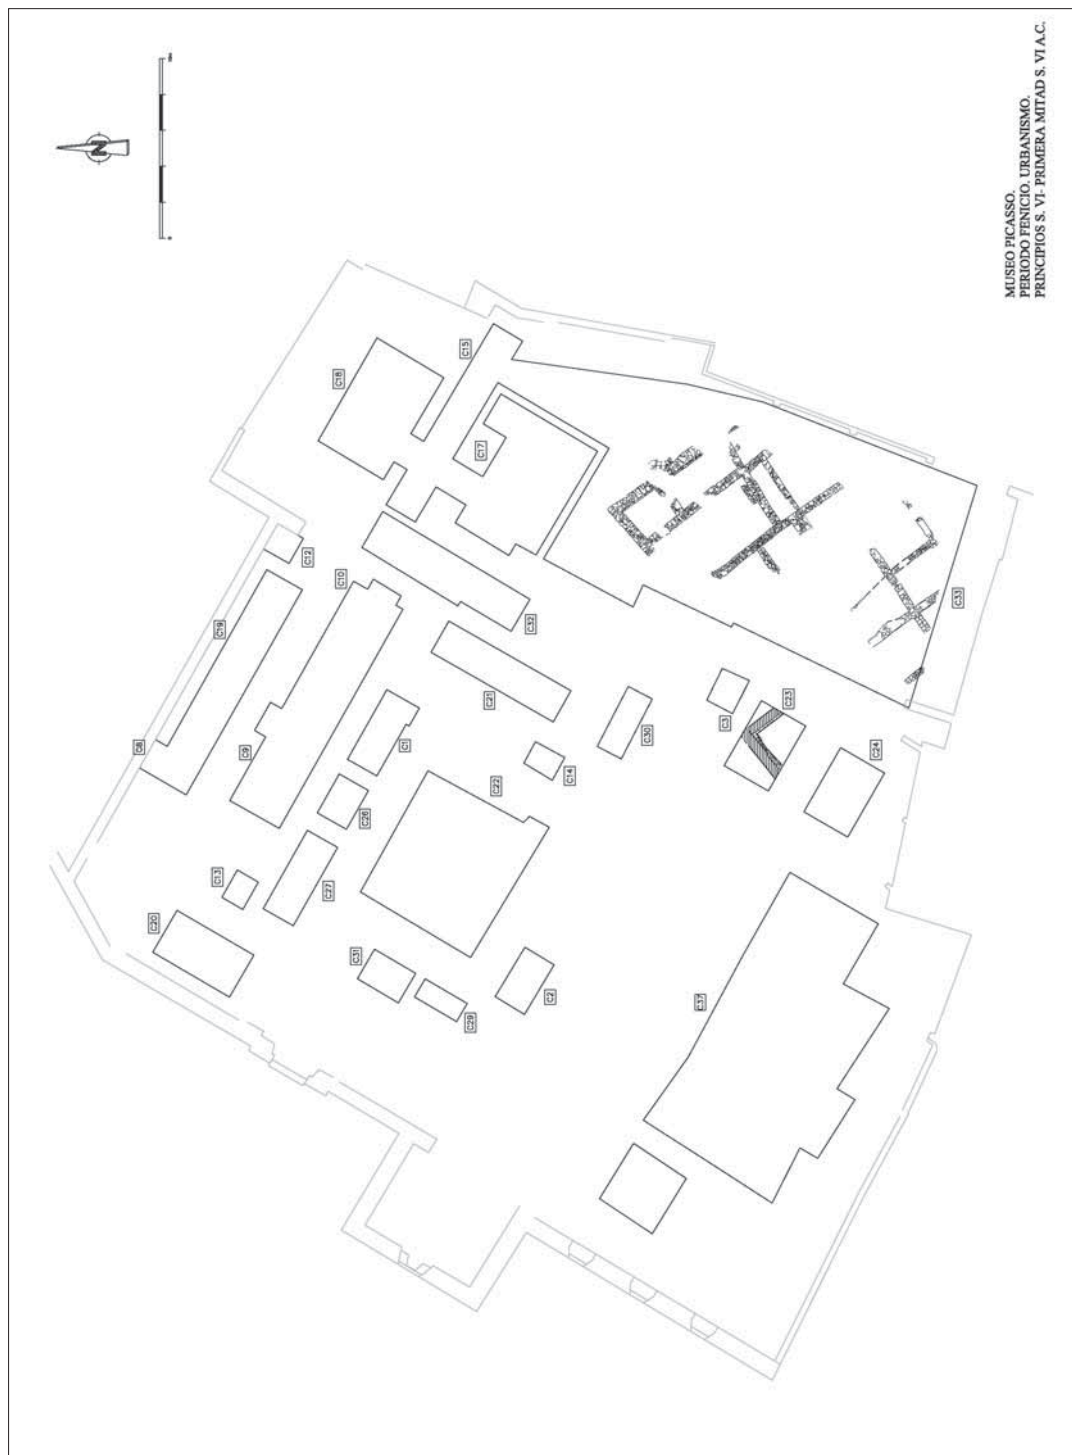 N
0
C8
C20
C13
C19
C9
C12
C27
C18
C10
C31
C26
C1
C15
C29
C17
C21
C22
C32
C2
C14
C30
C37
C3
C23
C24
C33
MUSEO PICASSO.
PERIODO FENICIO. URBANISMO.
PRINCIPIOS S. VI- PRIMERA MITAD S. VI A.C.